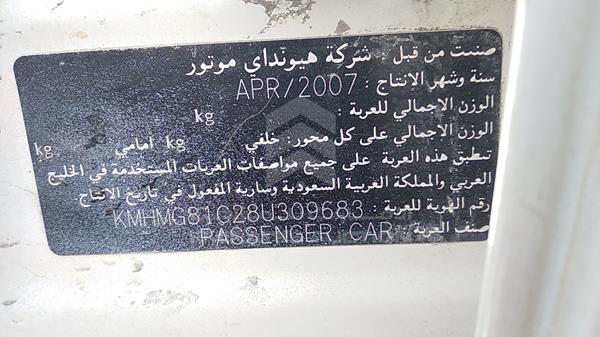 صنعت من قبل : شركة هيونداي موتور
سنة وشهر الانتاج : APR/2007
الوزن الاجمالي للعربة : kg
الوزن الاجمالي على كل محور: خلفي kg امامي kg
تنطبق هذه العربة على جميع مواصفات العربات المستخدمة في الخليج
العربي والمملكة العربية السعودية وسارية المفعول في تاريخ الانتاج
رقم الهوية للعربة : KMHMG81C28U309683
صنف العربة : PASSENGER CAR